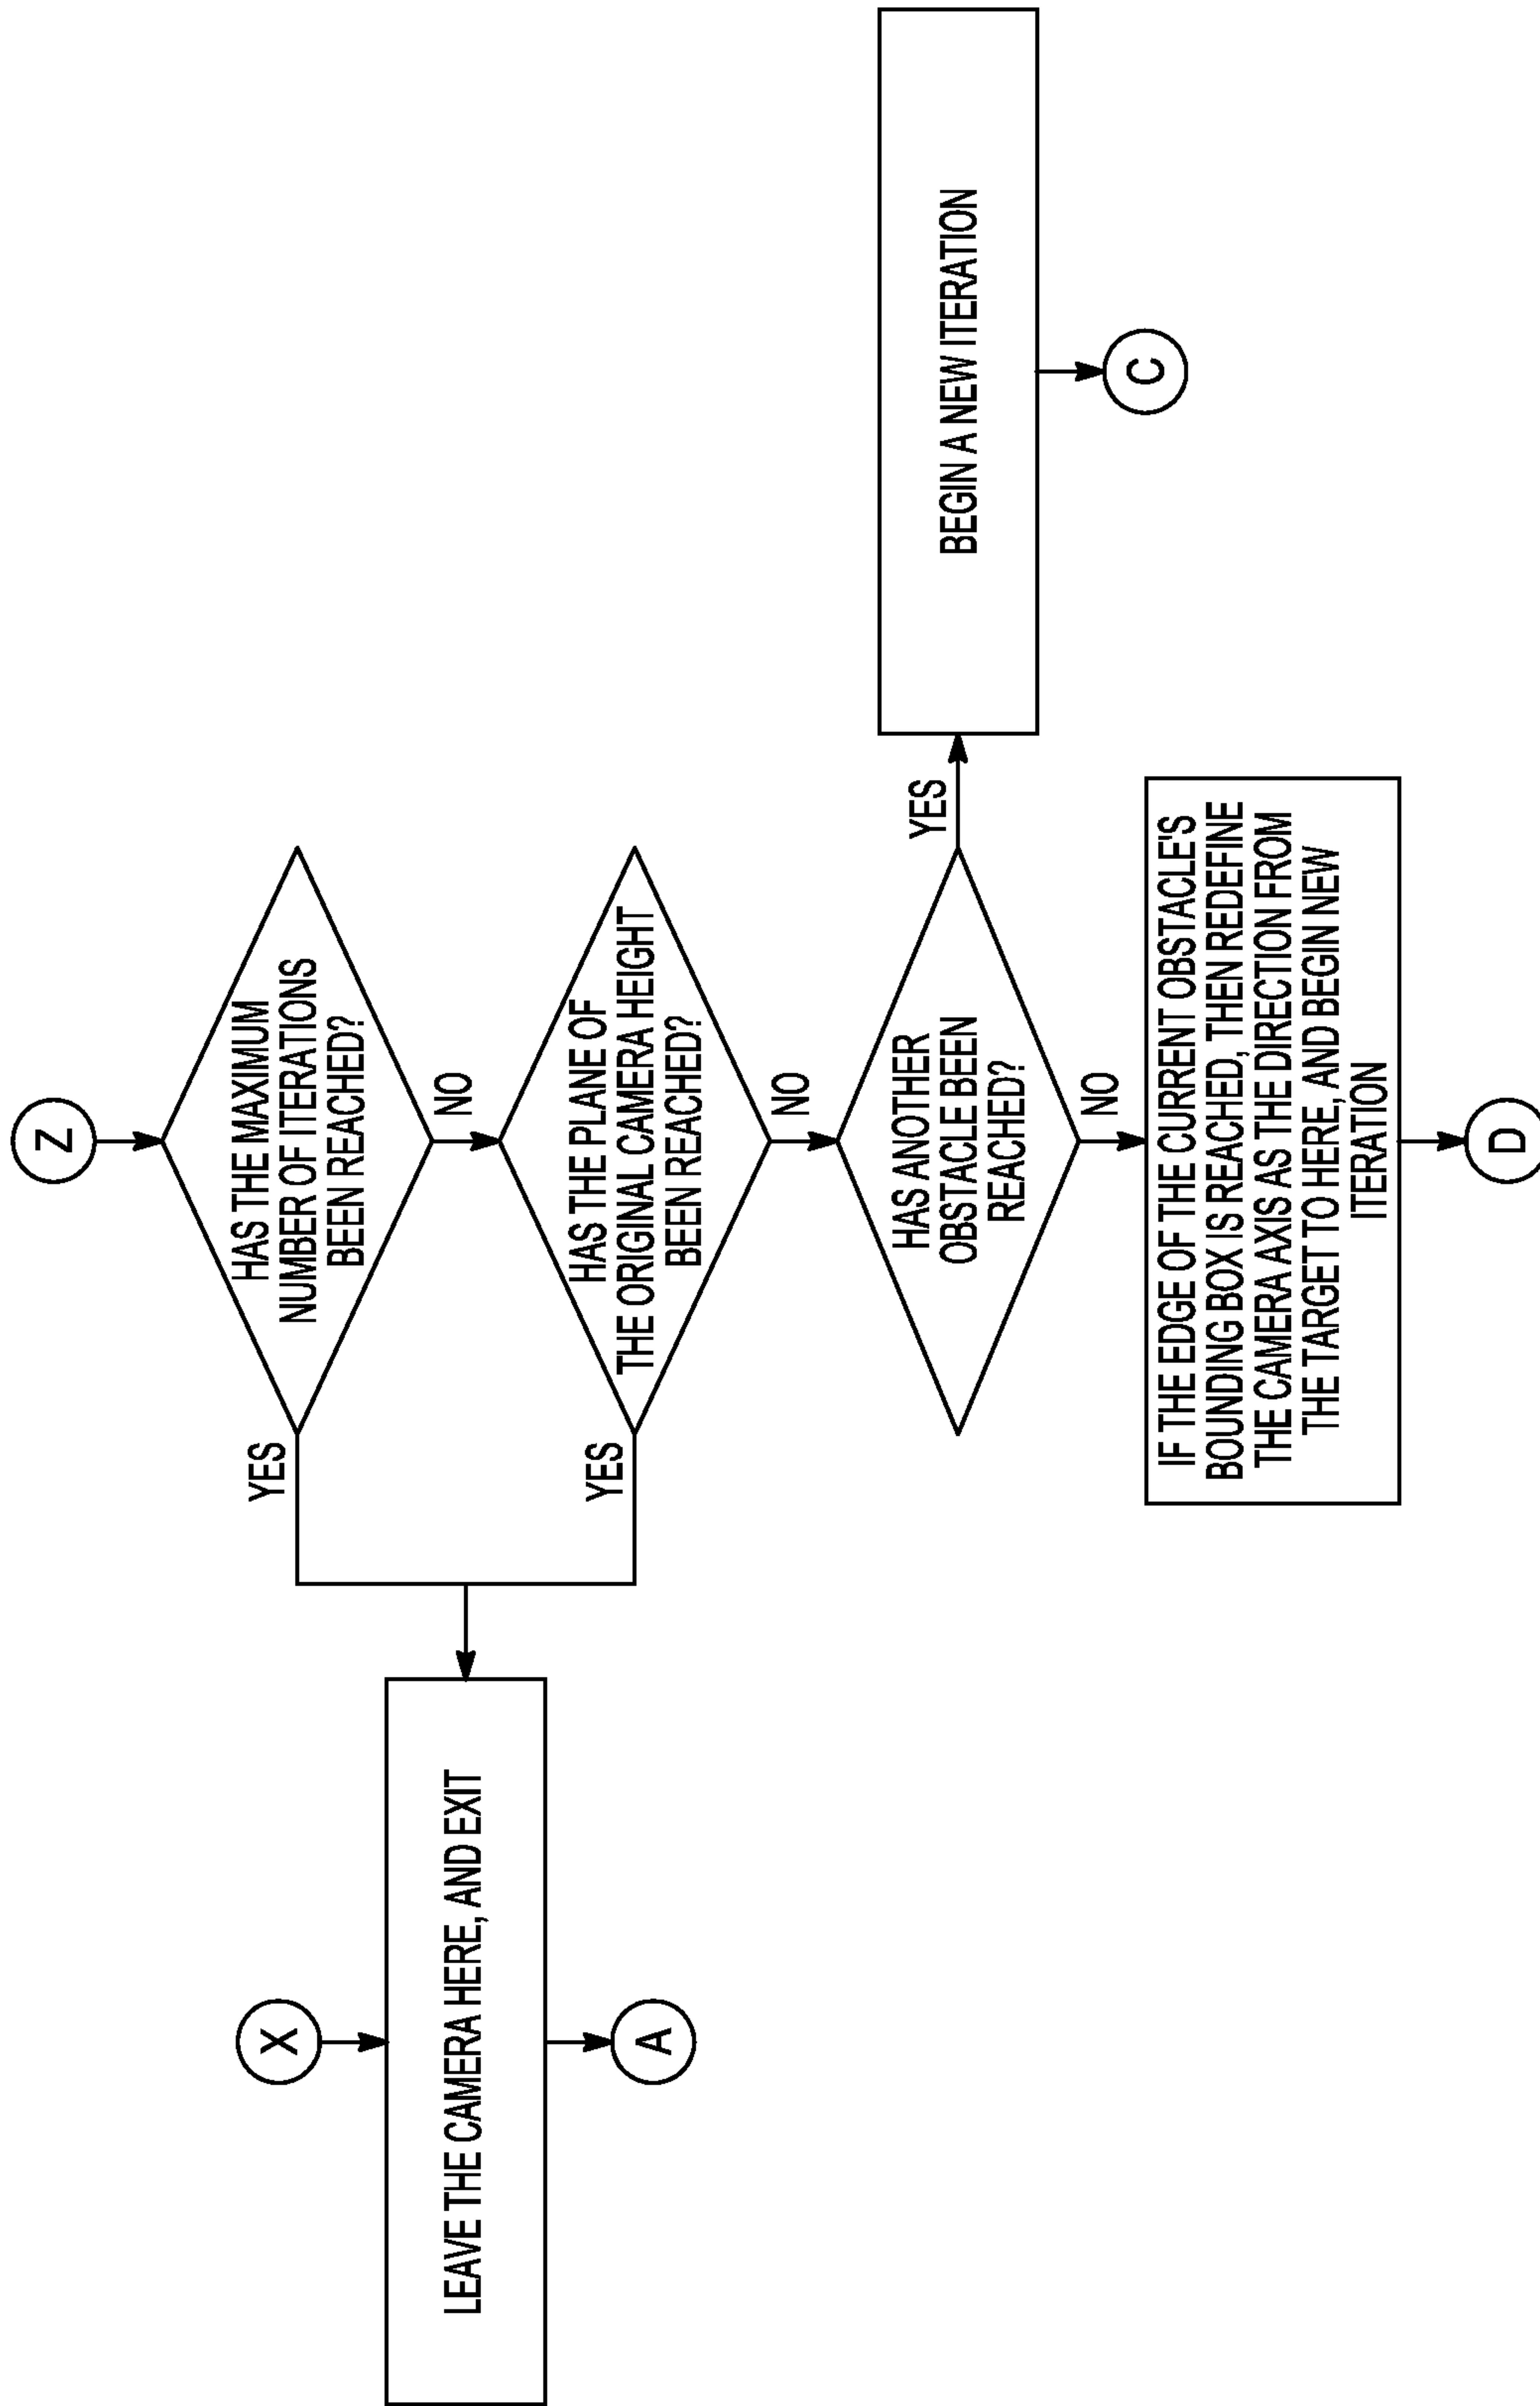 Z
HAS THE MAXIMUM
NUMBER OF ITTERATIONS
BEEN REACHED?
YES
NO
X
LEAVE THE CAMERA HERE, AND EXIT
A
HAS THE PLANE OF
THE ORIGINAL CAMERA HEIGHT
BEEN REACHED?
YES
NO
HAS ANOTHER
OBSTACLE BEEN
REACHED?
YES
BEGIN A NEW ITERATION
C
NO
IF THE EDGE OF THE CURRENT OBSTACLE'S
BOUNDING BOX IS REACHED, THEN REDEFINE
THE CAMERA AXIS AS THE DIRECTION FROM
THE TARGET TO HERE, AND BEGIN NEW
ITERATION
D